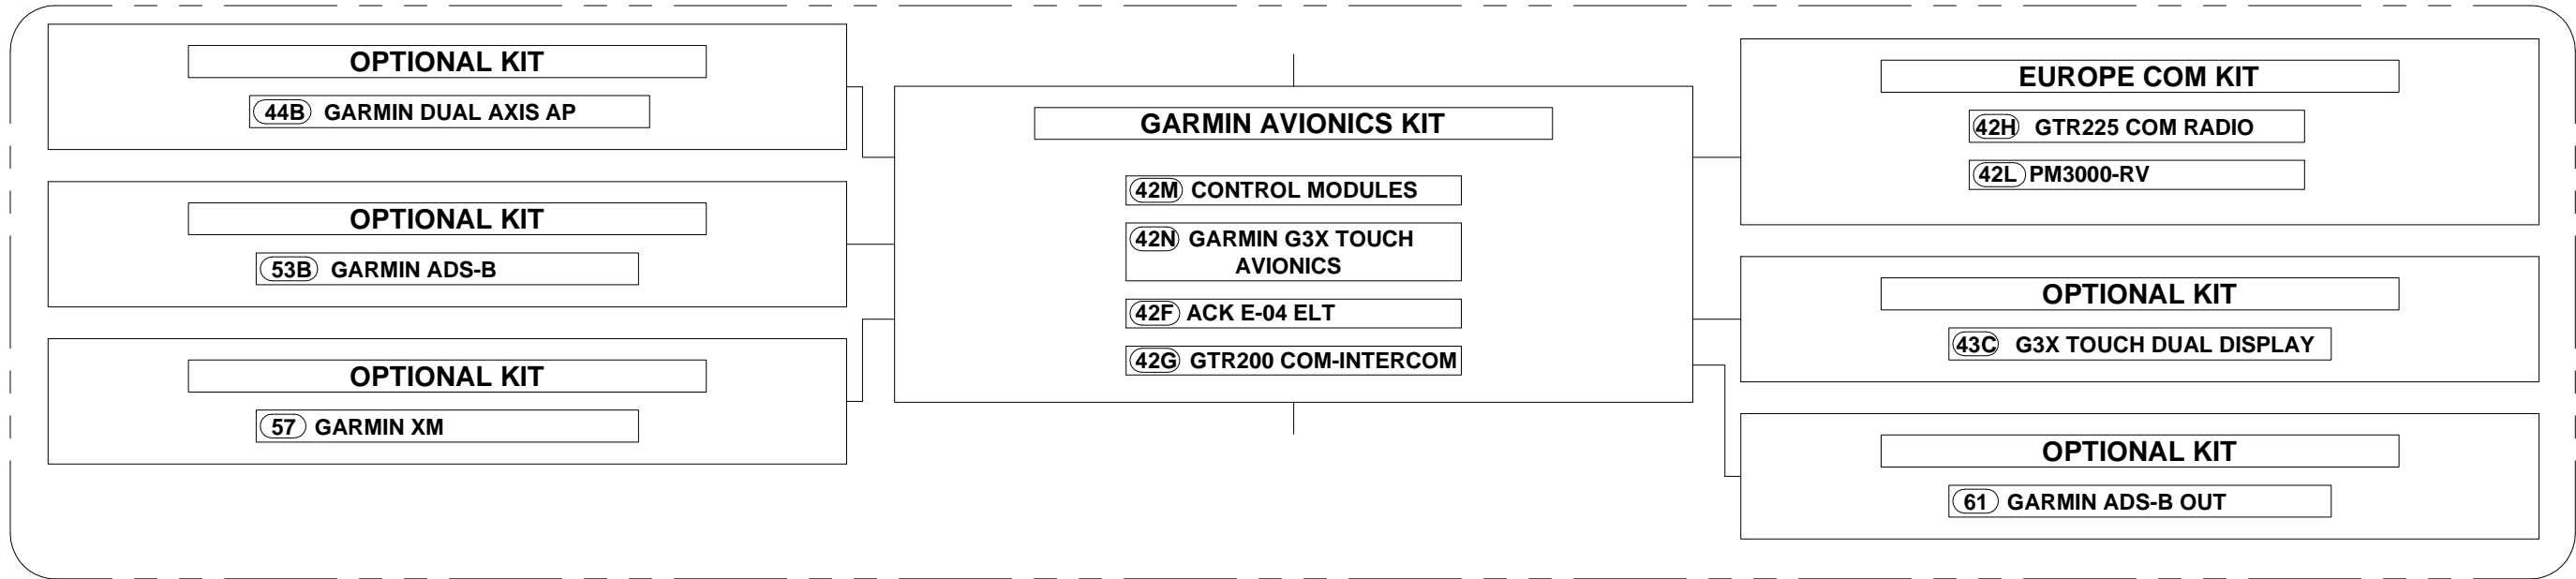 OPTIONAL KIT
44B GARMIN DUAL AXIS AP
OPTIONAL KIT
53B GARMIN ADS-B
OPTIONAL KIT
57 GARMIN XM
GARMIN AVIONICS KIT
42M CONTROL MODULES
42N GARMIN G3X TOUCH
AVIONICS
42F ACK E-04 ELT
42G GTR200 COM-INTERCOM
EUROPE COM KIT
42H GTR225 COM RADIO
42L PM3000-RV
OPTIONAL KIT
43C G3X TOUCH DUAL DISPLAY
OPTIONAL KIT
61 GARMIN ADS-B OUT